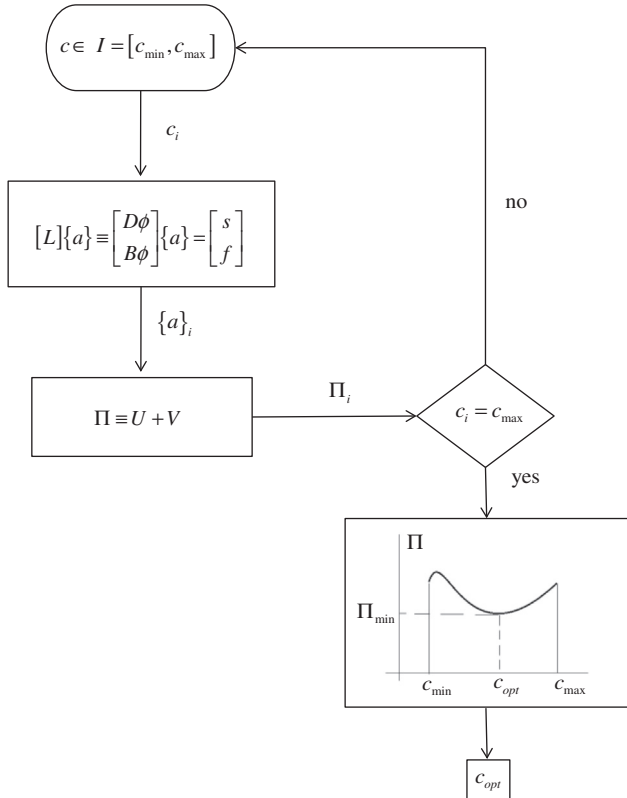 c ∈ I = [c_min, c_max]
c_i
no
[L]{a} ≡ [Dϕ Bϕ]{a} = [s f]
{a}_i
Π_i
Π ≡ U + V
c_i = c_max
yes
Π
Π_min
c_min c_opt c_max
c_opt